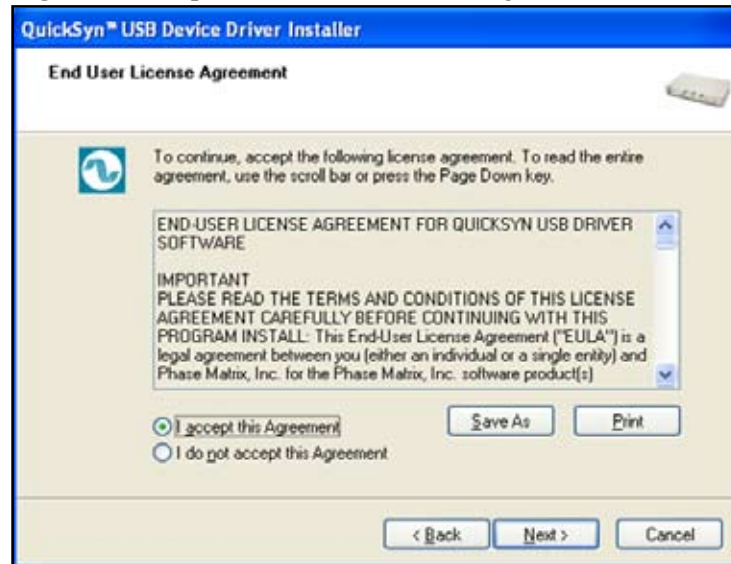 QuickSyn™ USB Device Driver Installer
End User License Agreement
To continue, accept the following license agreement. To read the entire
agreement, use the scroll bar or press the Page Down key.
END-USER LICENSE AGREEMENT FOR QUICKSYN USB DRIVER
SOFTWARE
IMPORTANT
PLEASE READ THE TERMS AND CONDITIONS OF THIS LICENSE
AGREEMENT CAREFULLY BEFORE CONTINUING WITH THIS
PROGRAM INSTALL: This End-User License Agreement ("EULA") is a
legal agreement between you (either an individual or a single entity) and
Phase Matrix, Inc. for the Phase Matrix, Inc. software product(s)
I accept this Agreement
Save As
Print
I do not accept this Agreement
< Back
Next >
Cancel